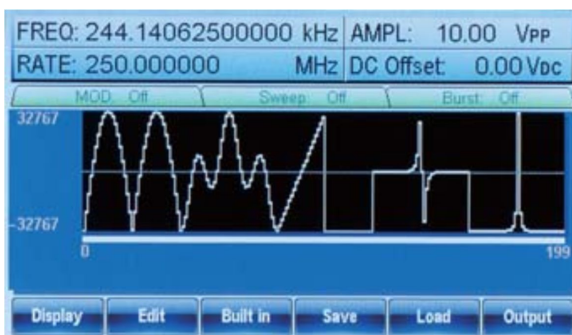 FREQ: 244.14062500000 kHz AMPL: 10.00 VPP
RATE: 250.000000 MHz DC Offset: 0.00 VDC
MOD: Off Sweep: Off Burst: Off
32767
-32767
0 199
Display Edit Built in Save Load Output